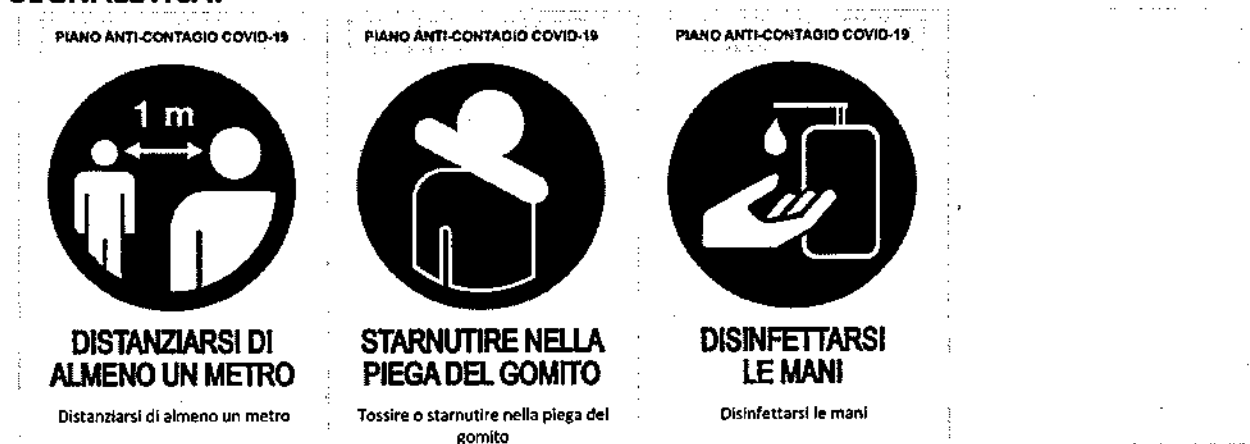 PIANO ANTI-CONTAGIO COVID-19
1 m
DISTANZIARSI DI
ALMENO UN METRO
Distanziarsi di almeno un metro
PIANO ANTI-CONTAGIO COVID-19
STARNUTIRE NELLA
PIEGA DEL GOMITO
Tossire o starnutire nella piega del
gomito
PIANO ANTI-CONTAGIO COVID-19
DISINFETTARSI
LE MANI
Disinfettarsi le mani